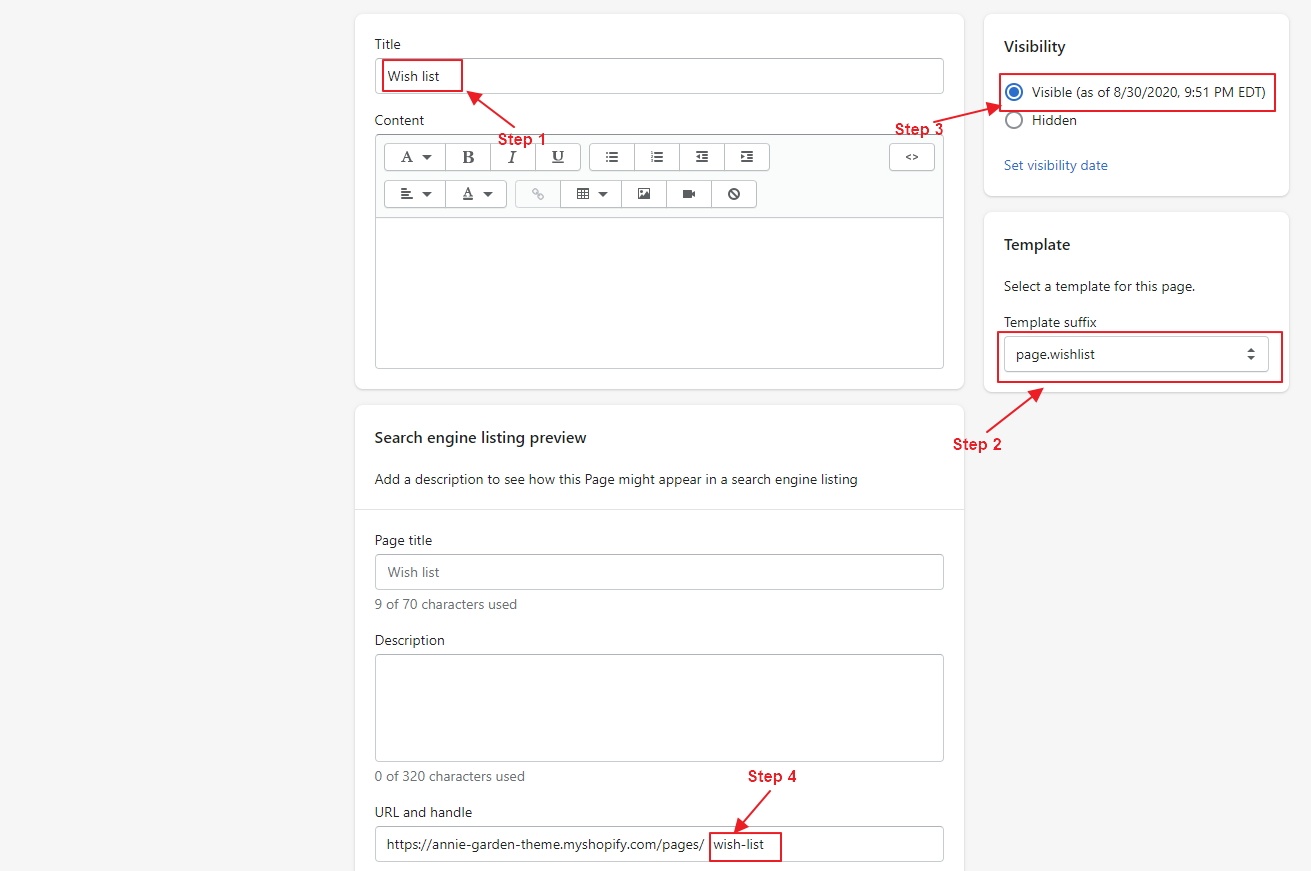 Title
Wish list
Step 1
Content
A
B
I
U
<>
A
Search engine listing preview
Add a description to see how this Page might appear in a search engine listing
Page title
Wish list
9 of 70 characters used
Description
0 of 320 characters used
Step 4
URL and handle
https://annie-garden-theme.myshopify.com/pages/ wish-list
Visibility
Visible (as of 8/30/2020, 9:51 PM EDT)
Step 3
Hidden
Set visibility date
Template
Select a template for this page.
Template suffix
page.wishlist
Step 2